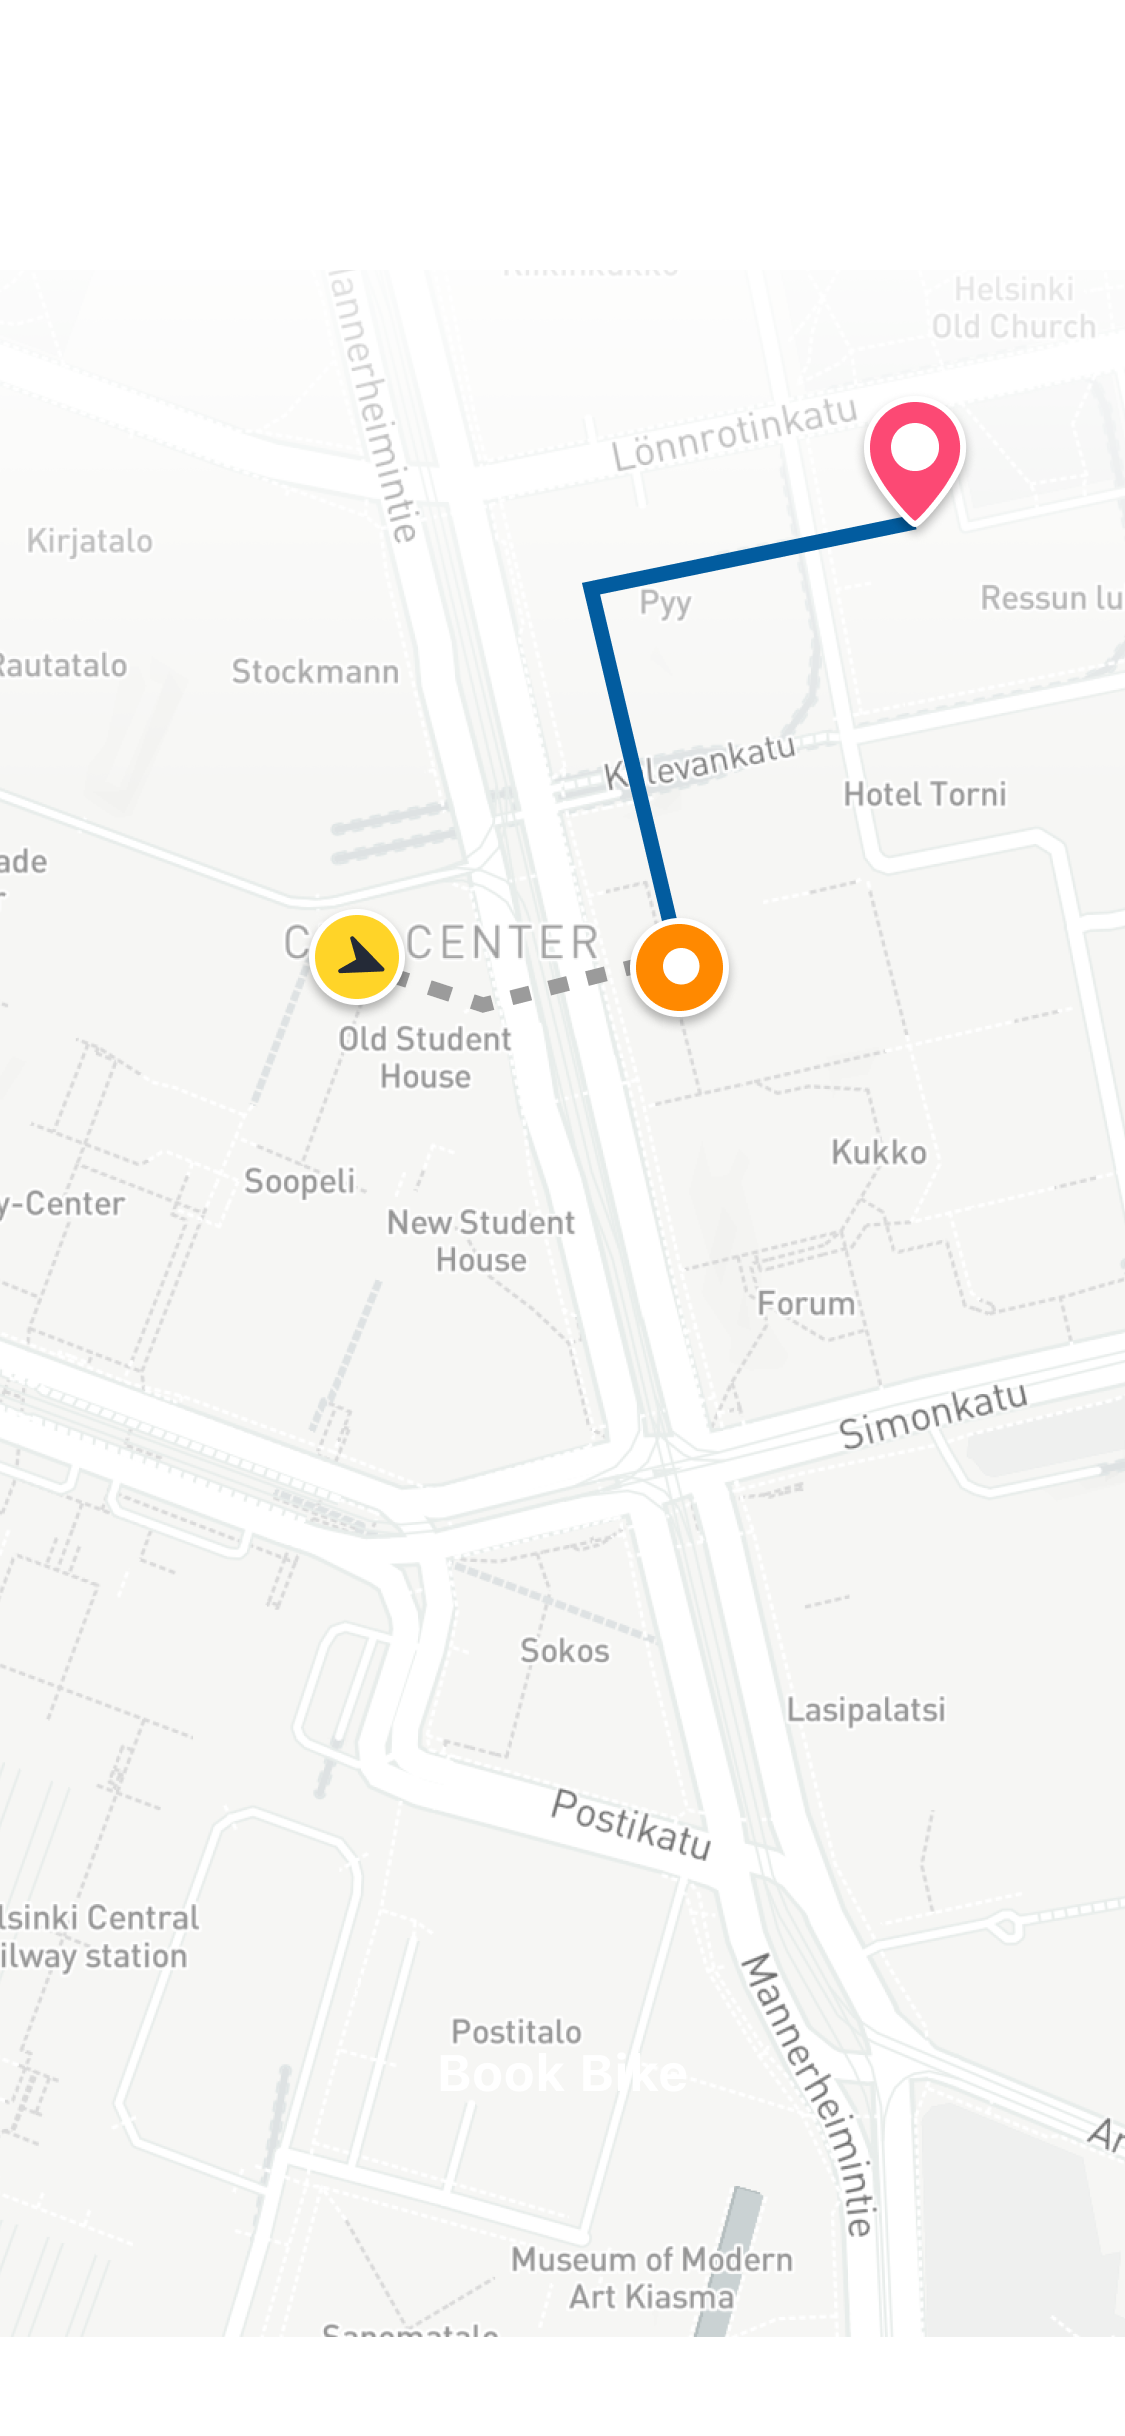 Helsinki
Old Church
Mannerheimintie
Lönnrotinkatu
Kirjatalo
Pyy
Ressun lu
Rautatalo
Stockmann
Kalevankatu
Hotel Torni
ade
CENTER
Old Student
House
Kukko
Soopeli
y-Center
New Student
House
Forum
Simonkatu
Sokos
Lasipalatsi
Postikatu
lsinki Central
ilway station
Mannerheimintie
Postitalo
Book Bike
Ar
Museum of Modern
Art Kiasma
Sanomatalo